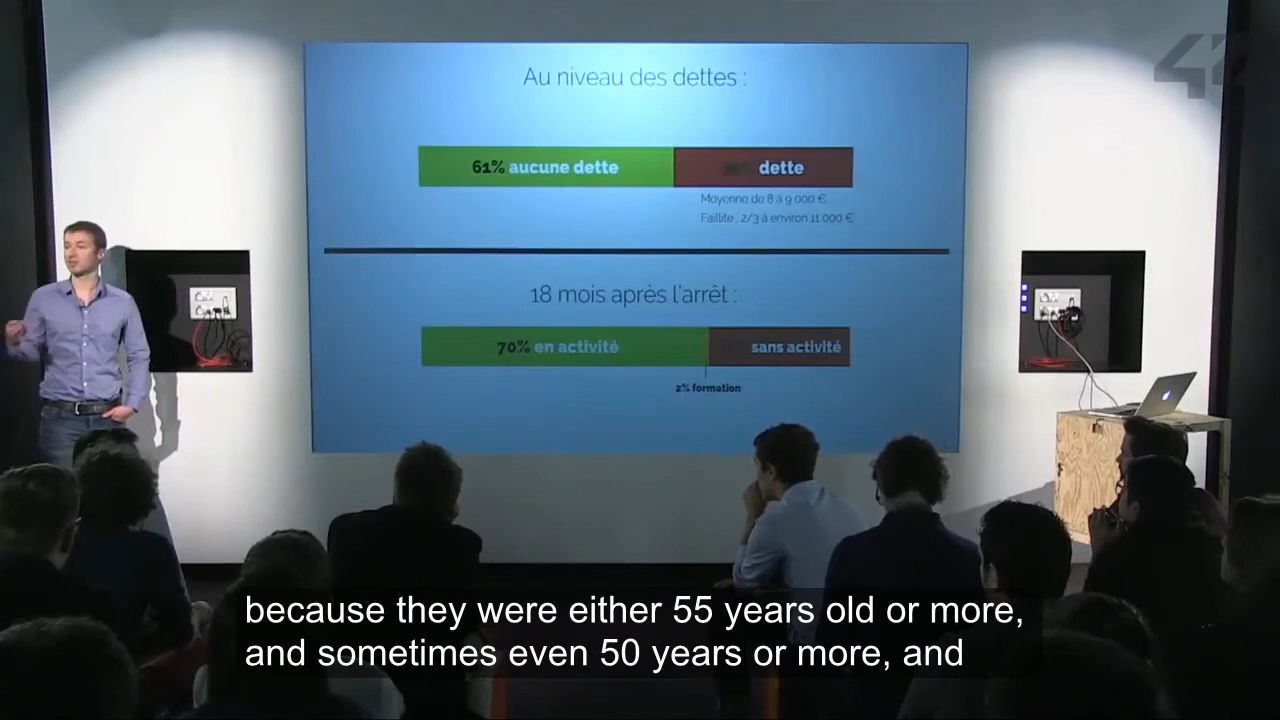 42
Au niveau des dettes :
61% aucune dette
dette
Moyenne de 8 à 9 000 €
Faillite : 2/3 à environ 11 000 €
18 mois après l'arrêt :
70% en activité
sans activité
2% formation
because they were either 55 years old or more,
and sometimes even 50 years or more, and